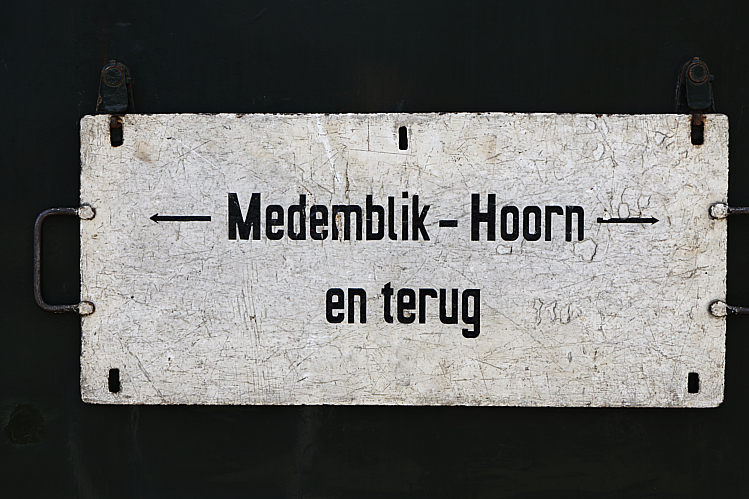 ← Medemblik - Hoorn →
en terug